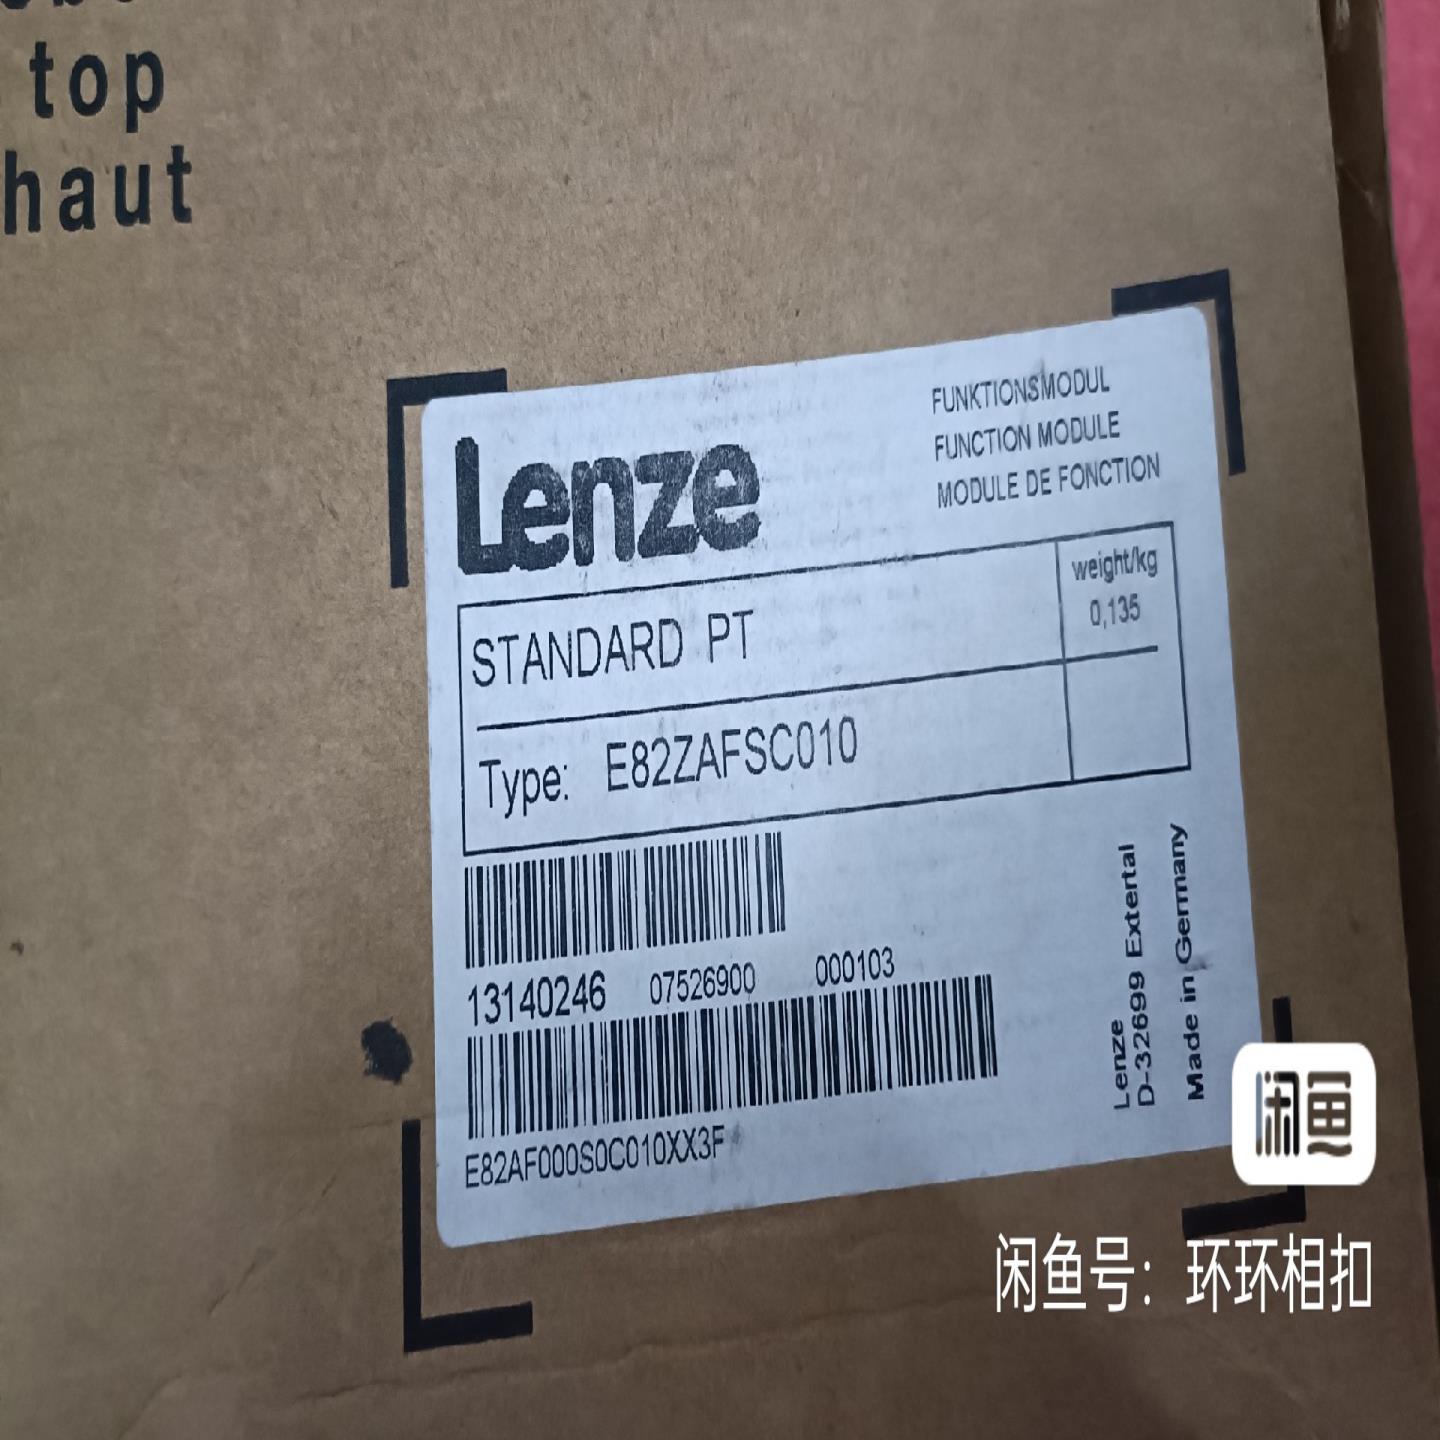 top
haut
Lenze
FUNKTIONSMODUL
FUNCTION MODULE
MODULE DE FONCTION
STANDARD PT
weight/kg
0,135
Type: E82ZAFSC010
13140246 07526900 000103
E82AF000S0C010XX3F
Lenze
D-32699 Extertal
Made in Germany
闲鱼
闲鱼号：环环相扣